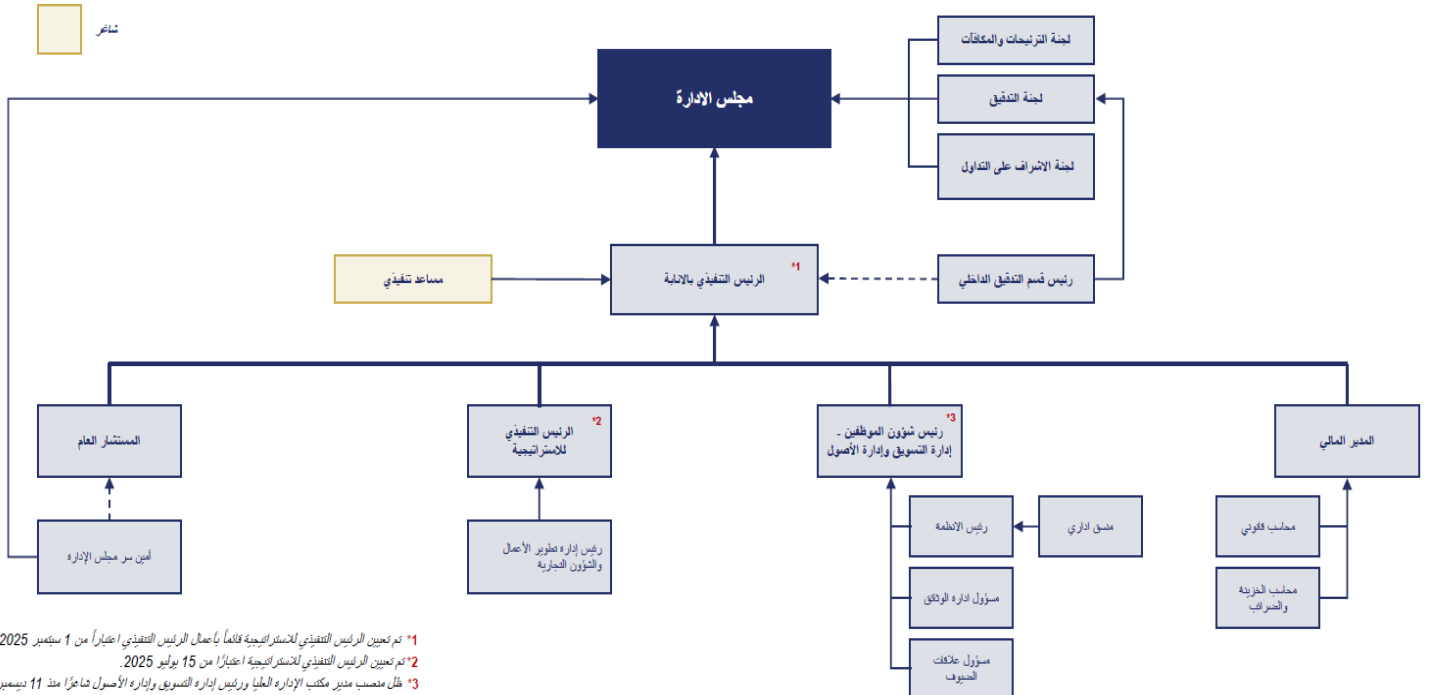 شاغر
لجنة الترشيحات والمكافآت
مجلس الادارة
لجنة التدقيق
لجنة الاشراف على التداول
مساعد تنفيذي
الرئيس التنفيذي بالانابة
*1
رئيس قسم التدقيق الداخلي
المستشار العام
الرئيس التنفيذي
للاستراتيجية
*2
رئيس شؤون الموظفين -
إدارة التسويق وإدارة الأصول
*3
المدير المالي
أمين سر مجلس الإدارة
رئيس إدارة تطوير الأعمال
والشؤون التجارية
رئيس الانظمة
منسق اداري
محاسب قانوني
مسؤول ادارة الوثائق
محاسب الخزينة
والضرائب
مسؤول علاقات
الضيوف
*1 تم تعيين الرئيس التنفيذي للاستراتيجية قائماً بأعمال الرئيس التنفيذي اعتباراً من 1 سبتمبر 2025
*2 تم تعيين الرئيس التنفيذي للاستراتيجية اعتبارًا من 15 يوليو 2025.
*3 ظل منصب مدير مكتب الإدارة العليا ورئيس إدارة التسويق وإدارة الأصول شاغرًا منذ 11 ديسمبر